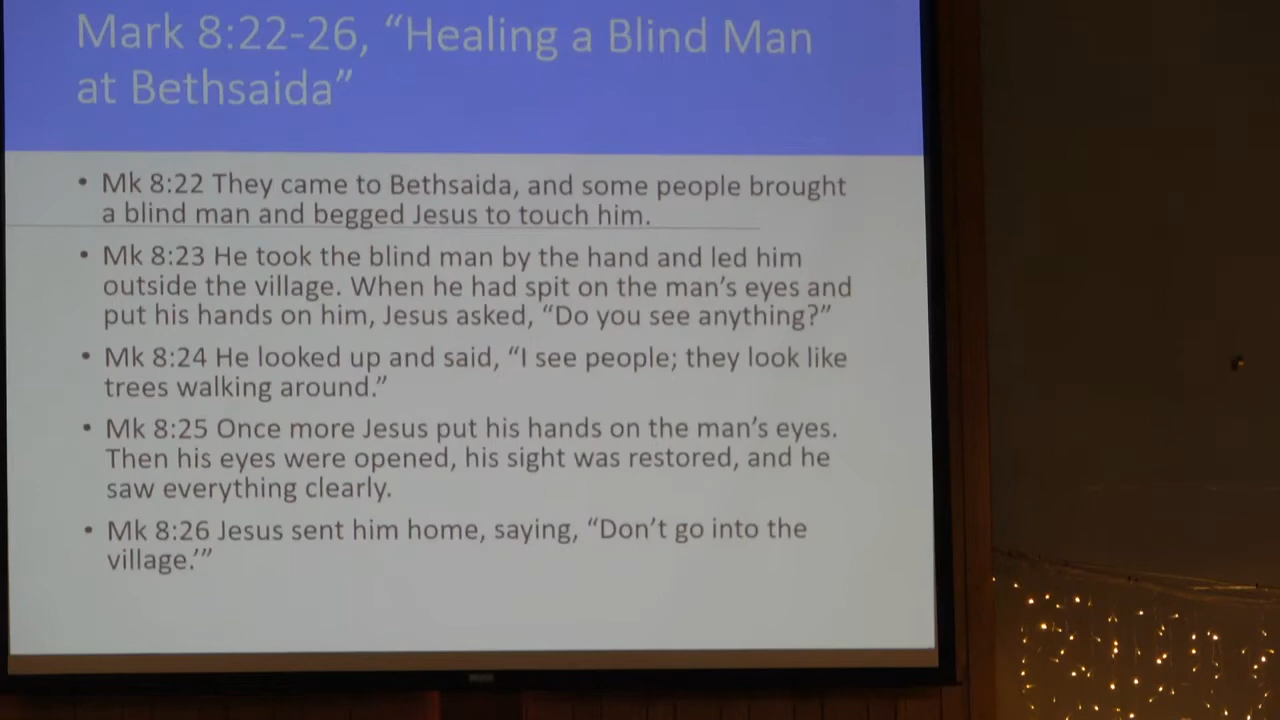 Mark 8:22-26, “Healing a Blind Man
at Bethsaida”
• Mk 8:22 They came to Bethsaida, and some people brought
a blind man and begged Jesus to touch him.
• Mk 8:23 He took the blind man by the hand and led him
outside the village. When he had spit on the man’s eyes and
put his hands on him, Jesus asked, “Do you see anything?”
• Mk 8:24 He looked up and said, “I see people; they look like
trees walking around.”
• Mk 8:25 Once more Jesus put his hands on the man’s eyes.
Then his eyes were opened, his sight was restored, and he
saw everything clearly.
• Mk 8:26 Jesus sent him home, saying, “Don’t go into the
village.’”